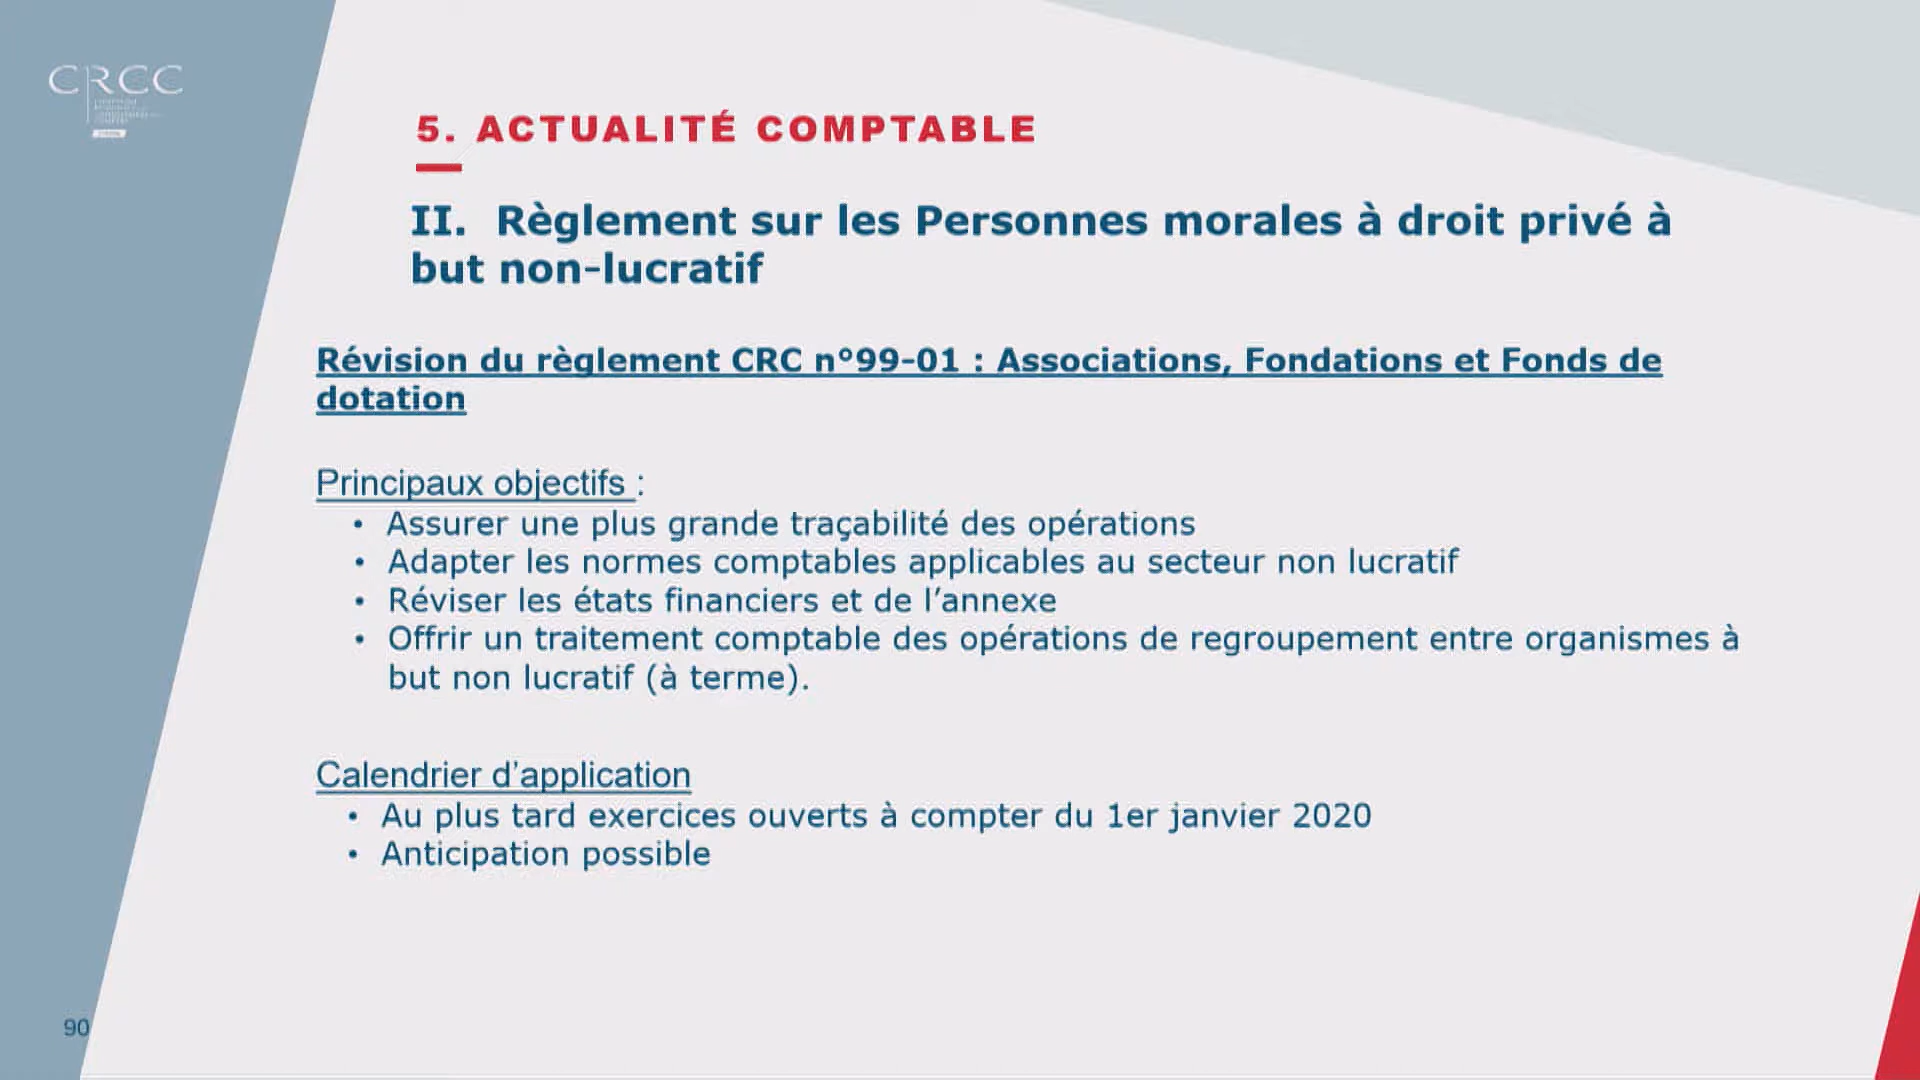 CRCC
5. ACTUALITÉ COMPTABLE
II. Règlement sur les Personnes morales à droit privé à
but non-lucratif
Révision du règlement CRC n°99-01 : Associations, Fondations et Fonds de
dotation
Principaux objectifs :
• Assurer une plus grande traçabilité des opérations
• Adapter les normes comptables applicables au secteur non lucratif
• Réviser les états financiers et de l’annexe
• Offrir un traitement comptable des opérations de regroupement entre organismes à
but non lucratif (à terme).
Calendrier d’application
• Au plus tard exercices ouverts à compter du 1er janvier 2020
• Anticipation possible
90